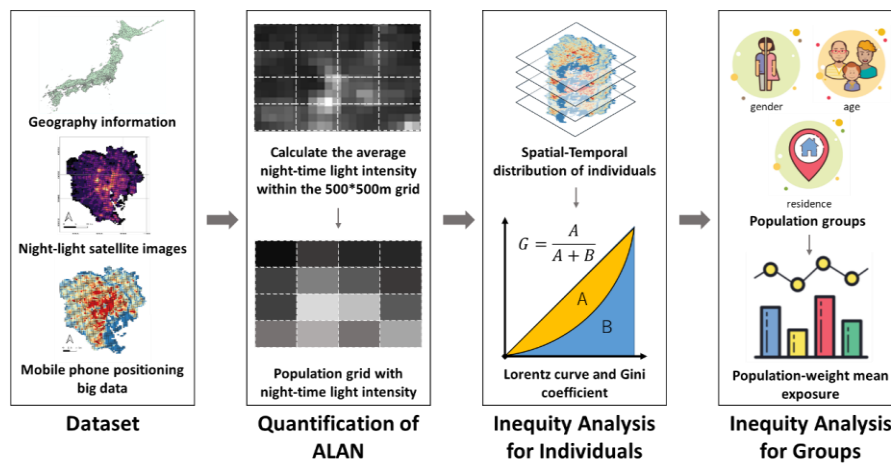 Geography information
Night-light satellite images
Mobile phone positioning
big data
Dataset
Calculate the average
night-time light intensity
within the 500*500m grid
Population grid with
night-time light intensity
Quantification of
ALAN
Spatial-Temporal
distribution of individuals
G = A / (A + B)
A
B
Lorentz curve and Gini
coefficient
Inequity Analysis
for Individuals
gender
age
residence
Population groups
Population-weight mean
exposure
Inequity Analysis
for Groups